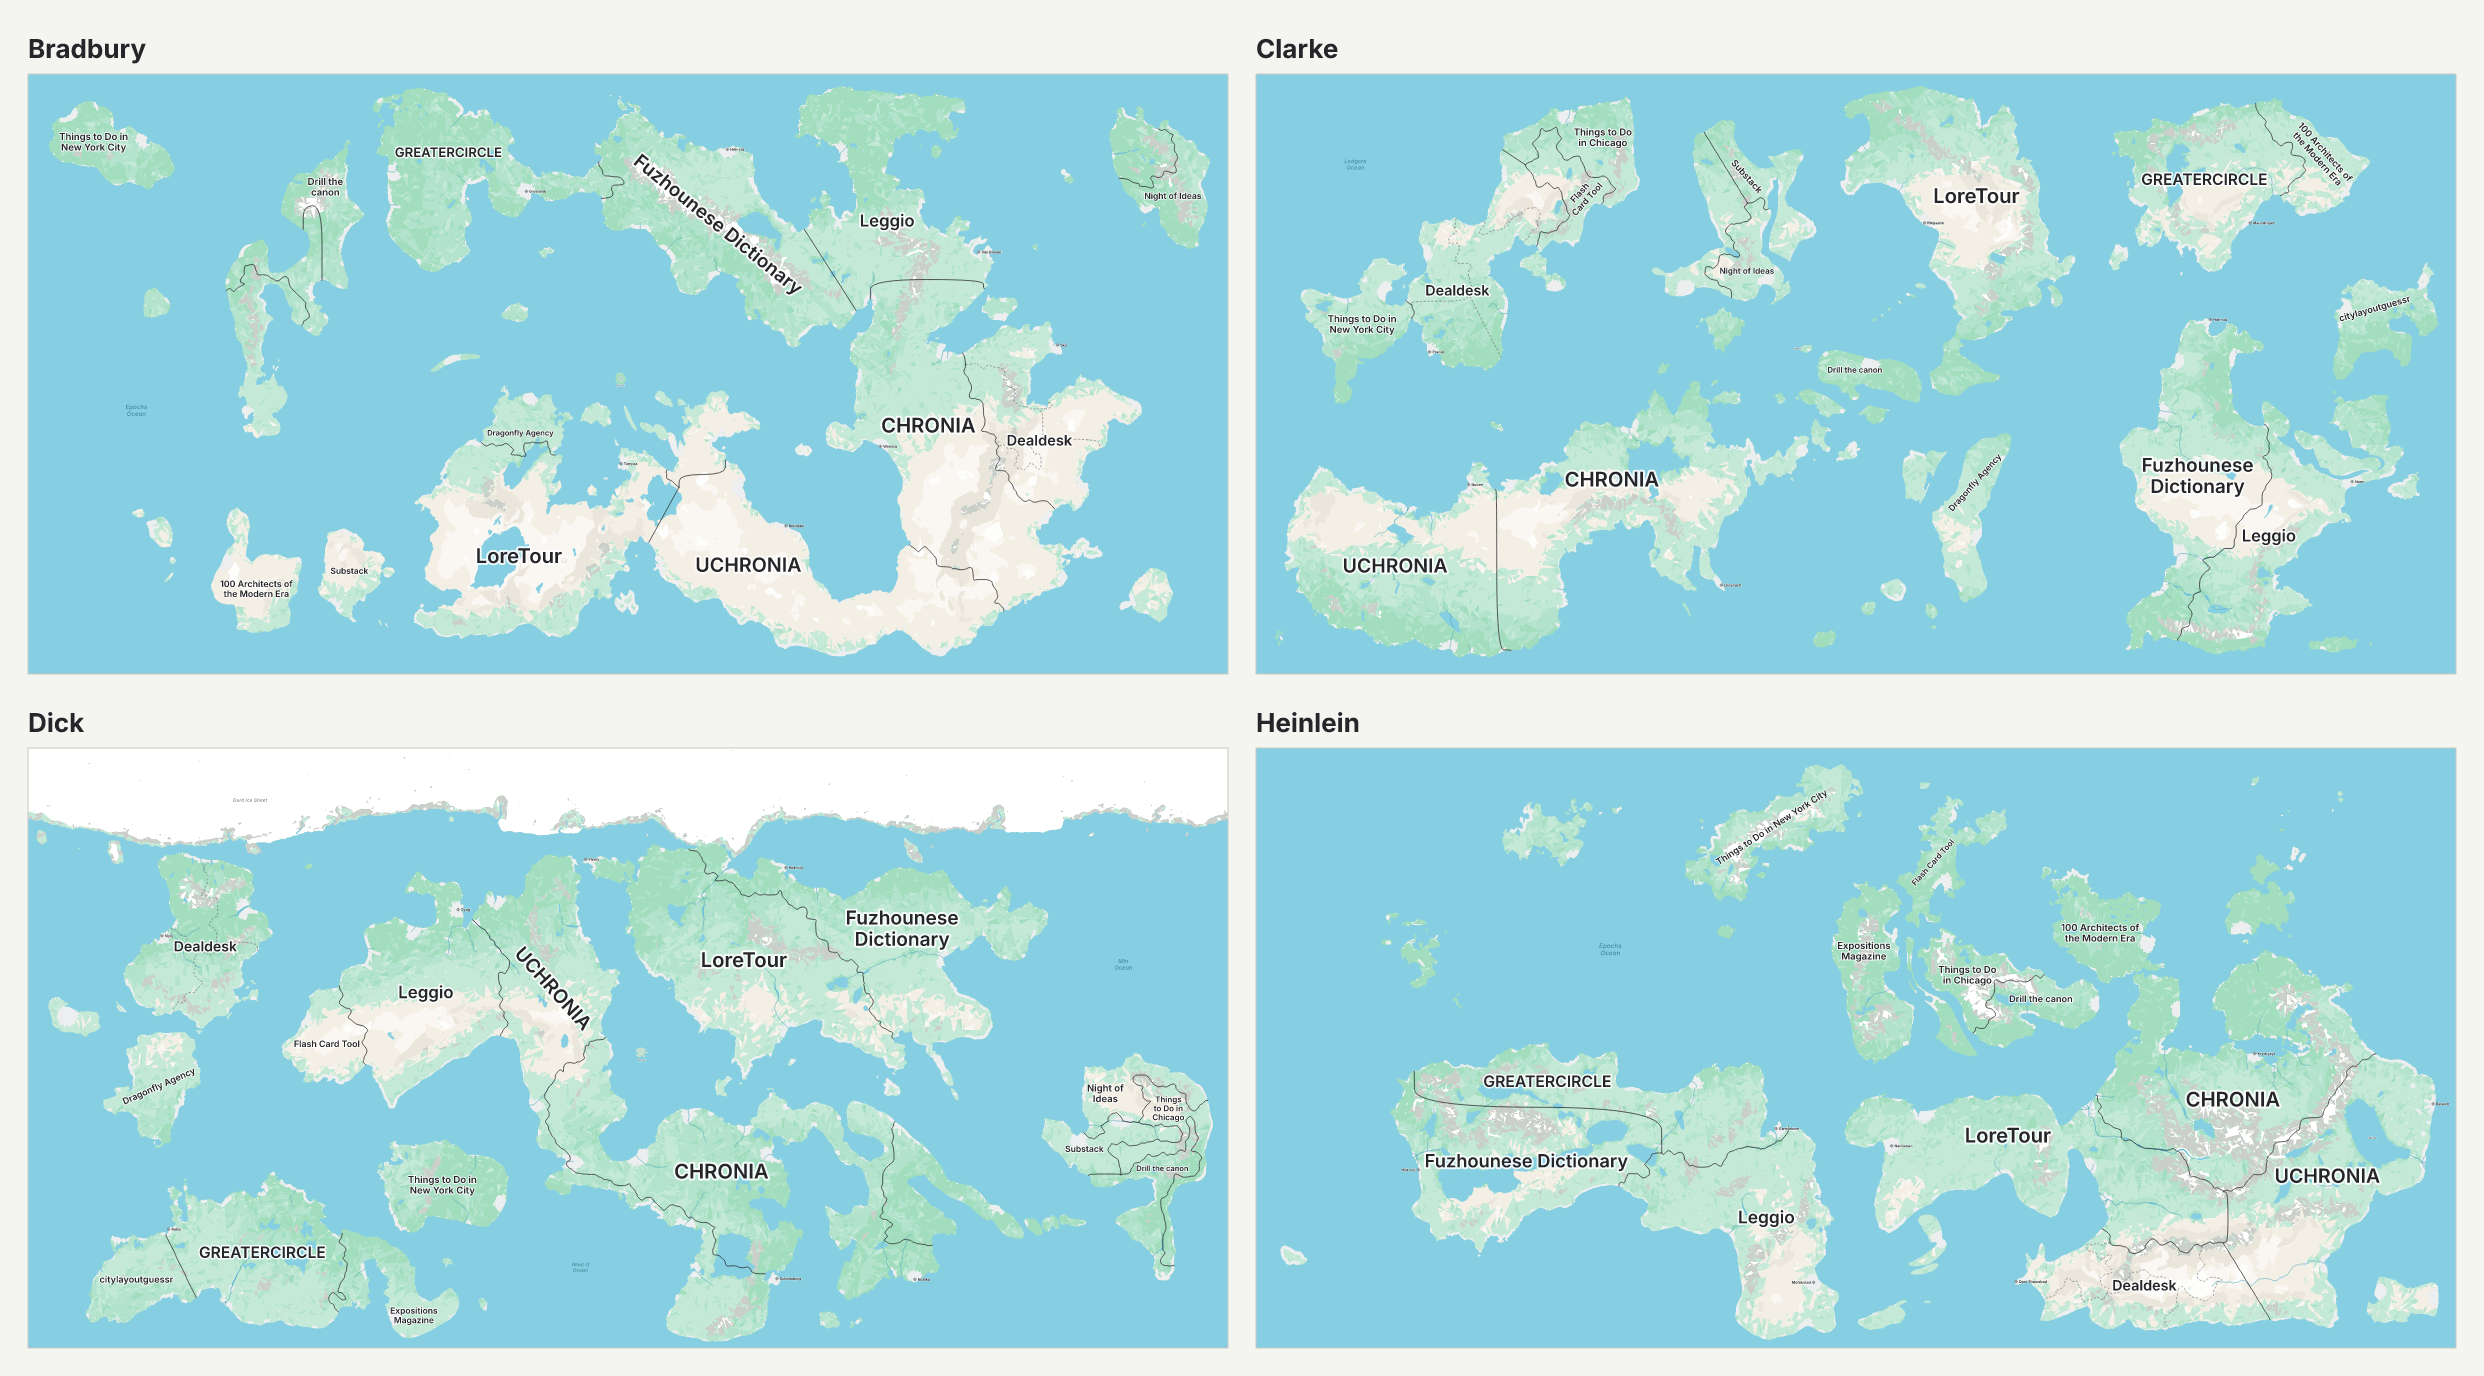 Bradbury
Things to Do in
New York City
Drill the
canon
GREATERCIRCLE
Fuzhounese Dictionary
Leggio
Night of Ideas
Epochs
Ocean
Dragonfly Agency
CHRONIA
Dealdesk
LoreTour
UCHRONIA
100 Architects of
the Modern Era
Substack
Clarke
Ledgers
Ocean
Things to Do
in Chicago
Flash
Card Tool
Substack
LoreTour
GREATERCIRCLE
100 Architects of
the Modern Era
Night of Ideas
Dealdesk
Things to Do in
New York City
citylayoutguessr
Drill the canon
CHRONIA
UCHRONIA
Dragonfly Agency
Fuzhounese
Dictionary
Leggio
Dick
Dealdesk
Leggio
UCHRONIA
LoreTour
Fuzhounese
Dictionary
Flash Card Tool
Dragonfly Agency
Night of
Ideas
Things
to Do in
Chicago
Substack
Drill the canon
CHRONIA
Things to Do in
New York City
GREATERCIRCLE
citylayoutguessr
Expositions
Magazine
Heinlein
Things to Do in New York City
Flash Card Tool
Epochs
Ocean
Expositions
Magazine
100 Architects of
the Modern Era
Things to Do
in Chicago
Drill the canon
GREATERCIRCLE
CHRONIA
LoreTour
Fuzhounese Dictionary
UCHRONIA
Leggio
Dealdesk